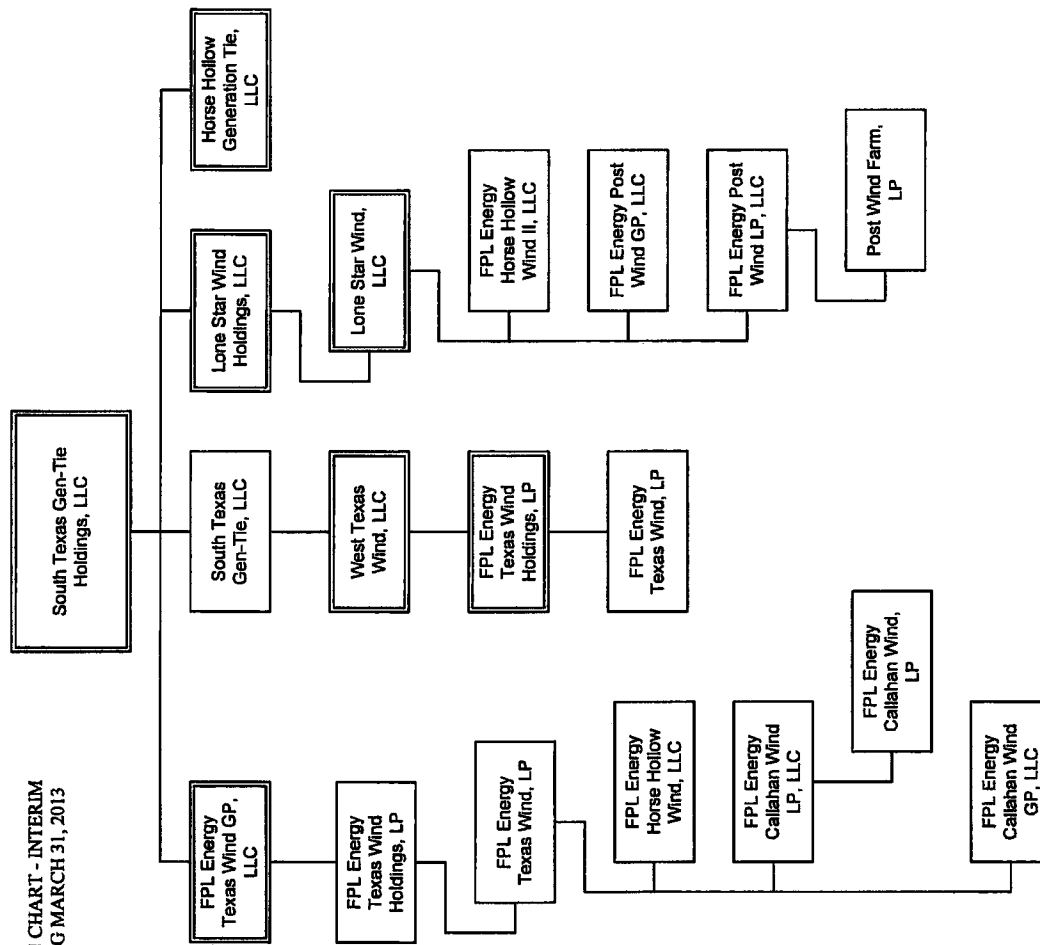 CHART - INTERIM
G MARCH 31, 2013
South Texas Gen-Tie
Holdings, LLC
FPL Energy
Texas Wind GP,
LLC
South Texas
Gen-Tie, LLC
Lone Star Wind
Holdings, LLC
Horse Hollow
Generation Tie,
LLC
FPL Energy
Texas Wind
Holdings, LP
West Texas
Wind, LLC
Lone Star Wind,
LLC
FPL Energy
Texas Wind, LP
FPL Energy
Texas Wind
Holdings, LP
FPL Energy
Horse Hollow
Wind II, LLC
FPL Energy
Horse Hollow
Wind, LLC
FPL Energy
Texas Wind, LP
FPL Energy Post
Wind GP, LLC
FPL Energy
Callahan Wind
LP, LLC
FPL Energy Post
Wind LP, LLC
FPL Energy
Callahan Wind,
LP
Post Wind Farm,
LP
FPL Energy
Callahan Wind
GP, LLC